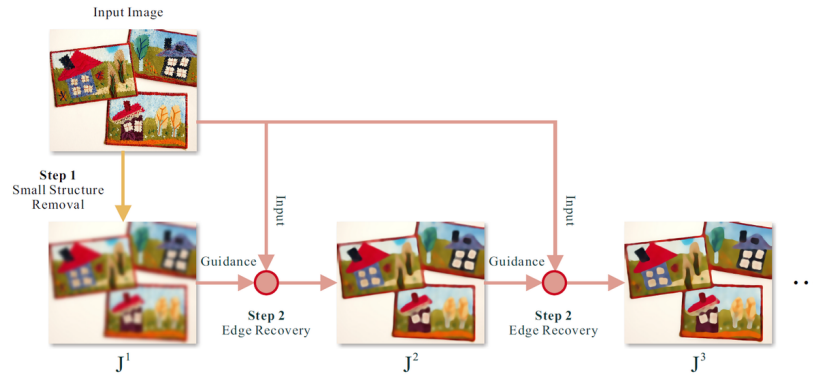 Input Image
Step 1
Small Structure
Removal
Input
Input
Guidance
Guidance
Step 2
Edge Recovery
Step 2
Edge Recovery
J¹
J²
J³
..